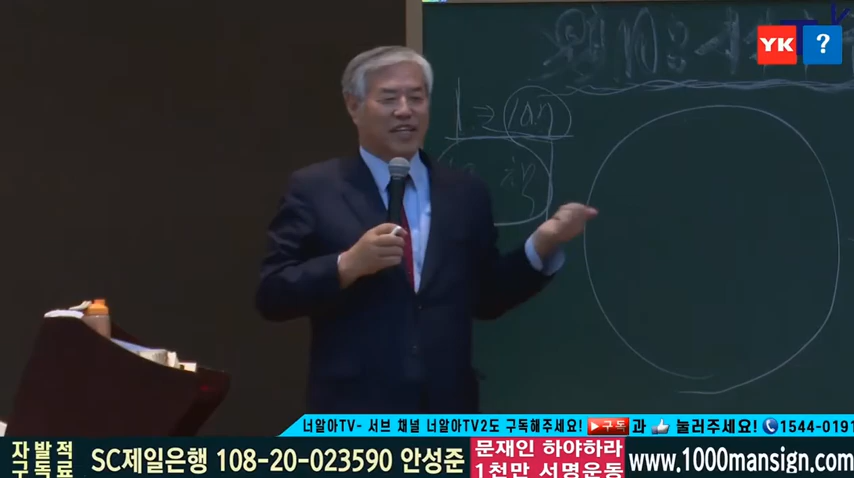 YK ?
너알아TV- 서브 채널 너알아TV2도 구독해주세요! 구독 과 눌러주세요! 1544-0191
자발적 구독료
SC제일은행 108-20-023590 안성준
문재인 하야하라
1천만 서명운동
www.1000mansign.com